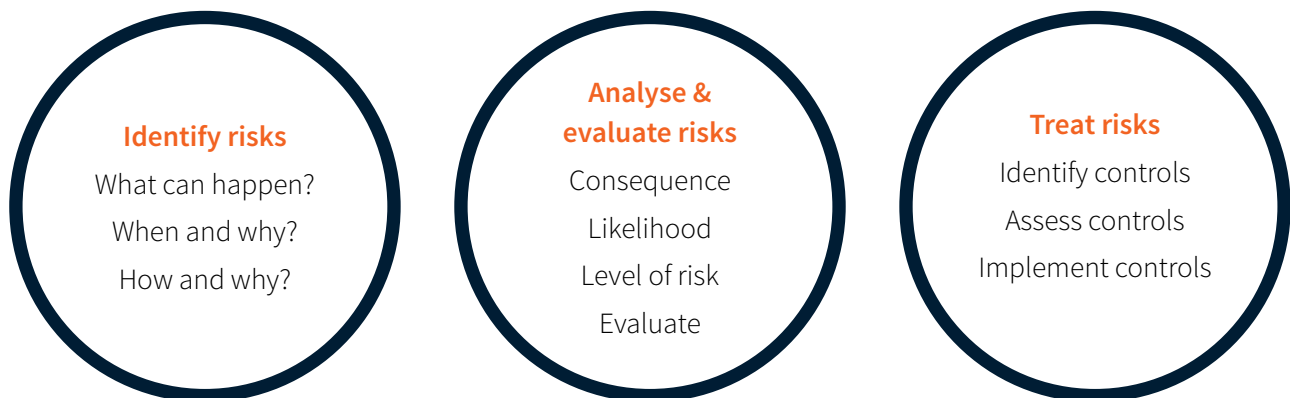 Identify risks
What can happen?
When and why?
How and why?
Analyse &
evaluate risks
Consequence
Likelihood
Level of risk
Evaluate
Treat risks
Identify controls
Assess controls
Implement controls